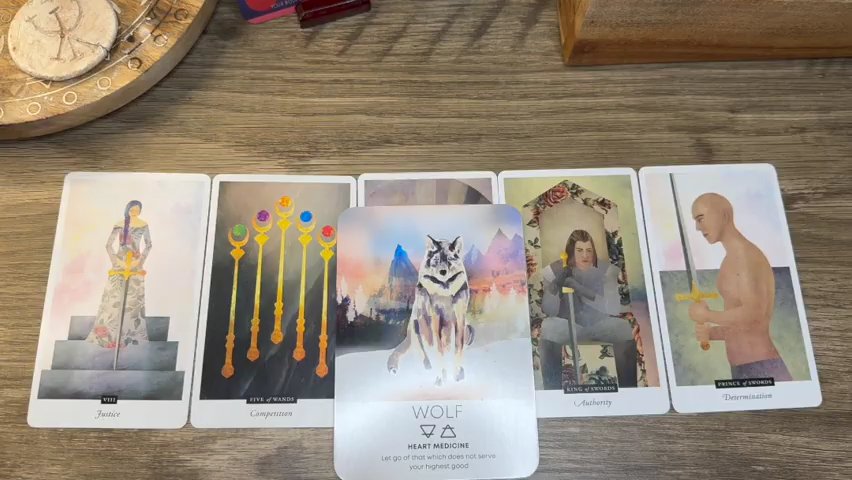 VIII
Justice
FIVE of WANDS
Competition
WOLF
HEART MEDICINE
Let go of that which does not serve
your highest good
KING of SWORDS
Authority
PRINCE of SWORDS
Determination